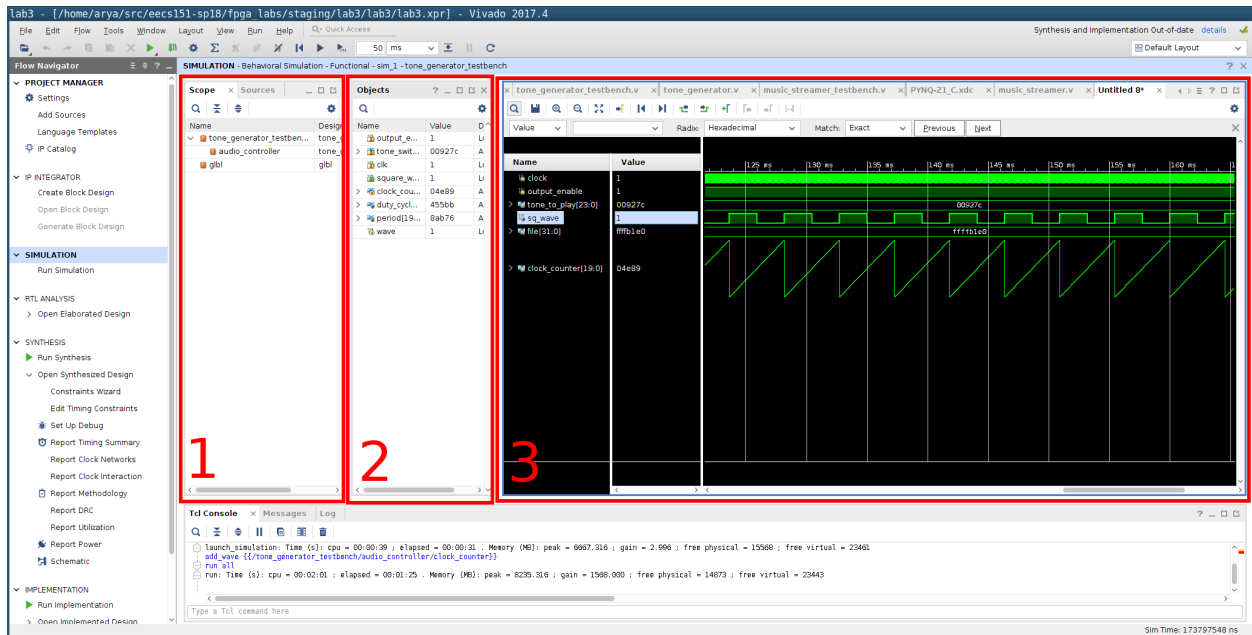 lab3 - [/home/arya/src/eecs151-sp18/fpga_labs/staging/lab3/lab3/lab3.xpr] - Vivado 2017.4
File Edit Flow Tools Window Layout View Run Help Q- Quick Access
Synthesis and Implementation Out-of-date details
50 ms
Default Layout
Flow Navigator
SIMULATION - Behavioral Simulation - Functional - sim_1 - tone_generator_testbench
PROJECT MANAGER
Settings
Add Sources
Language Templates
IP Catalog
IP INTEGRATOR
Create Block Design
Open Block Design
Generate Block Design
SIMULATION
Run Simulation
RTL ANALYSIS
Open Elaborated Design
SYNTHESIS
Run Synthesis
Open Synthesized Design
Constraints Wizard
Edit Timing Constraints
Set Up Debug
Report Timing Summary
Report Clock Networks
Report Clock Interaction
Report Methodology
Report DRC
Report Utilization
Report Power
Schematic
IMPLEMENTATION
Run Implementation
Open Implemented Design
Scope Sources
Name Design
tone_generator_testben... tone_
audio_controller tone_
glbl glbl
1
Objects
Name Value D
output_e... 1
tone_swit... 00927c A
clk 1
square_w... 1
clock_cou... 04e89 A
duty_cycl... 455bb A
period[19... 8ab76 A
wave 1
2
tone_generator_testbench.v tone_generator.v music_streamer_testbench.v PYNQ-Z1_C.xdc music_streamer.v Untitled 8*
Value Radix: Hexadecimal Match: Exact Previous Next
Name Value
125 ms 130 ms 135 ms 140 ms 145 ms 150 ms 155 ms 160 ms
clock 1
output_enable 1
tone_to_play[23:0] 00927c 00927c
sq_wave 1
file[31:0] ffffb1e0 ffffb1e0
clock_counter[19:0] 04e89
3
Tcl Console Messages Log
launch_simulation: Time (s): cpu = 00:00:39 ; elapsed = 00:00:31 . Memory (MB): peak = 6667.316 ; gain = 2.996 ; free physical = 15568 ; free virtual = 23461
add_wave {{/tone_generator_testbench/audio_controller/clock_counter}}
run all
run: Time (s): cpu = 00:02:01 ; elapsed = 00:01:25 . Memory (MB): peak = 8235.316 ; gain = 1568.000 ; free physical = 14873 ; free virtual = 23443
Type a Tcl command here
Sim Time: 173797548 ns